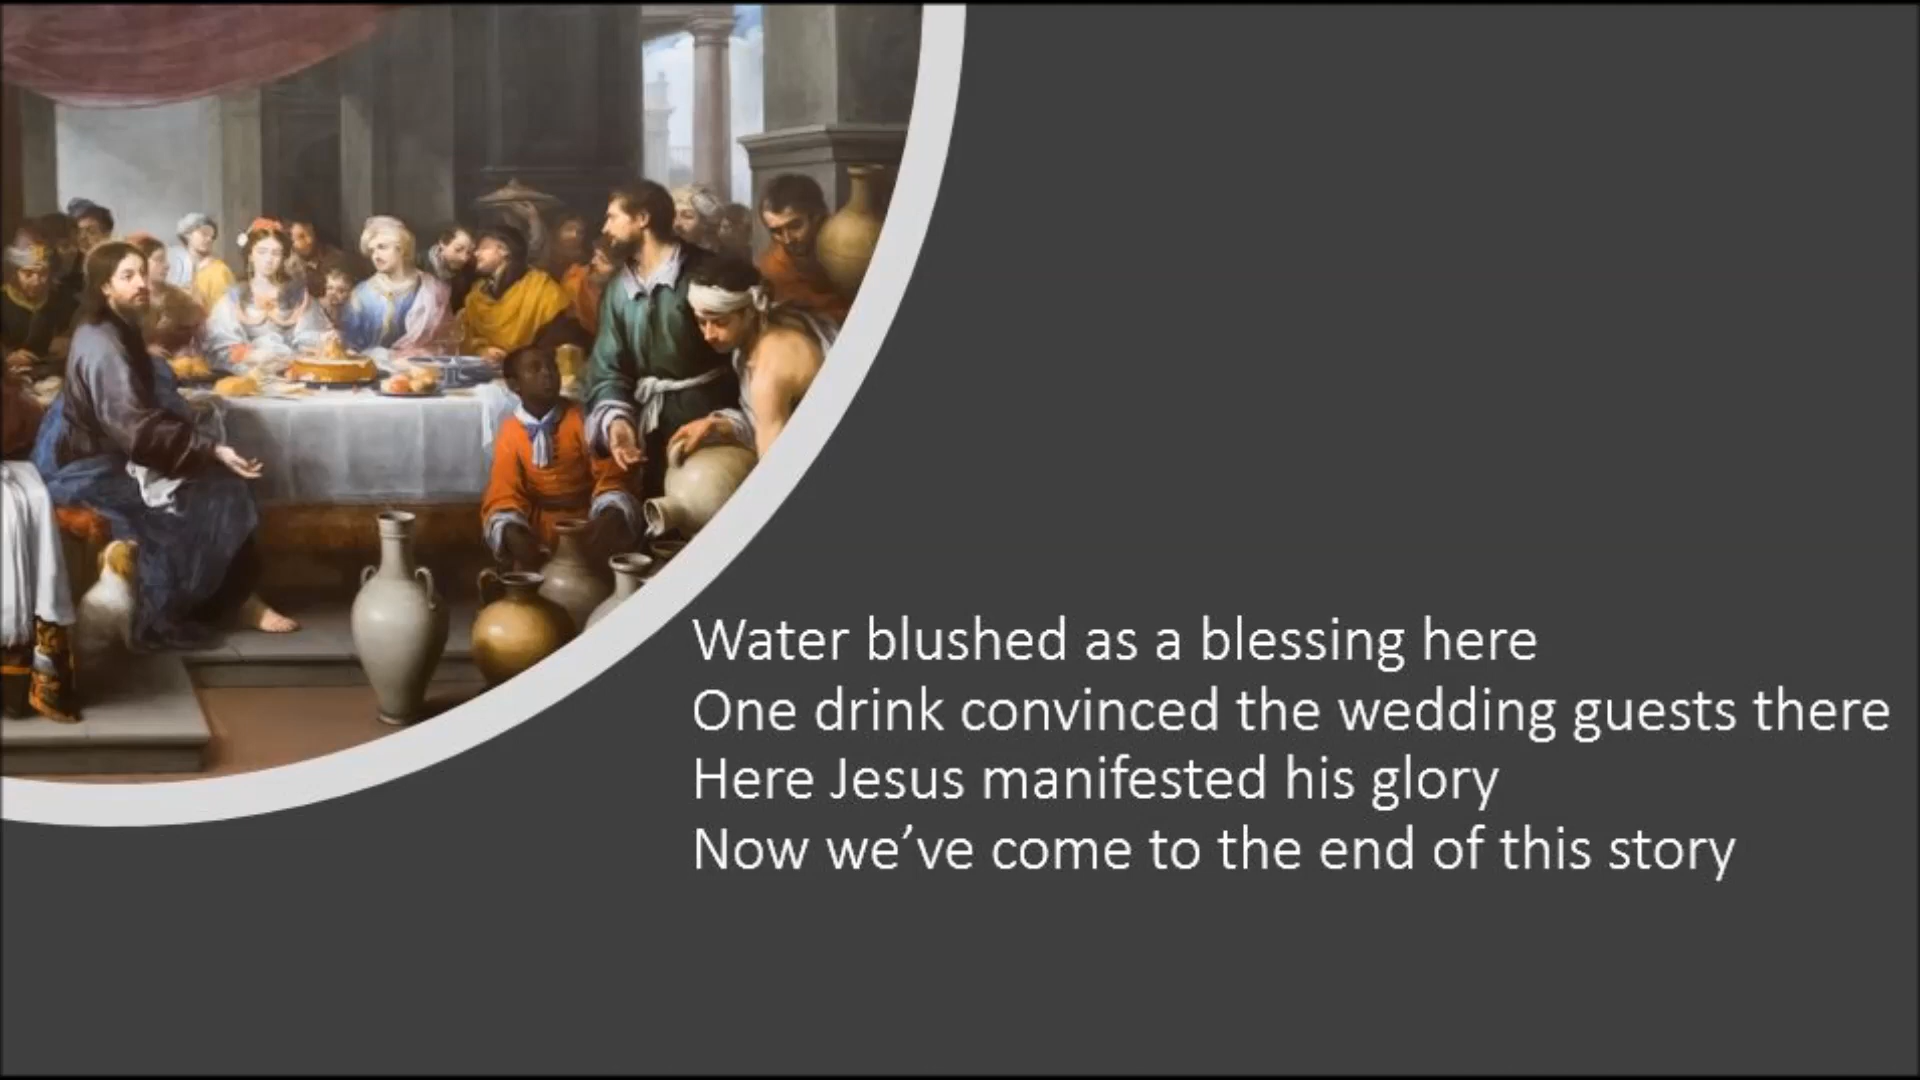 Water blushed as a blessing here
One drink convinced the wedding guests there
Here Jesus manifested his glory
Now we’ve come to the end of this story